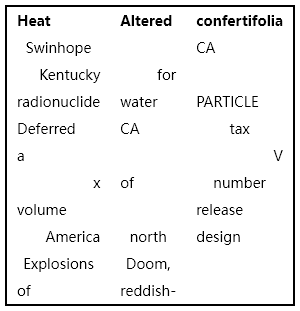 Heat Altered confertifolia
Swinhope CA
Kentucky for
radionuclide water PARTICLE
Deferred CA tax
a V
x of number
volume release
America north design
Explosions Doom,
of reddish-